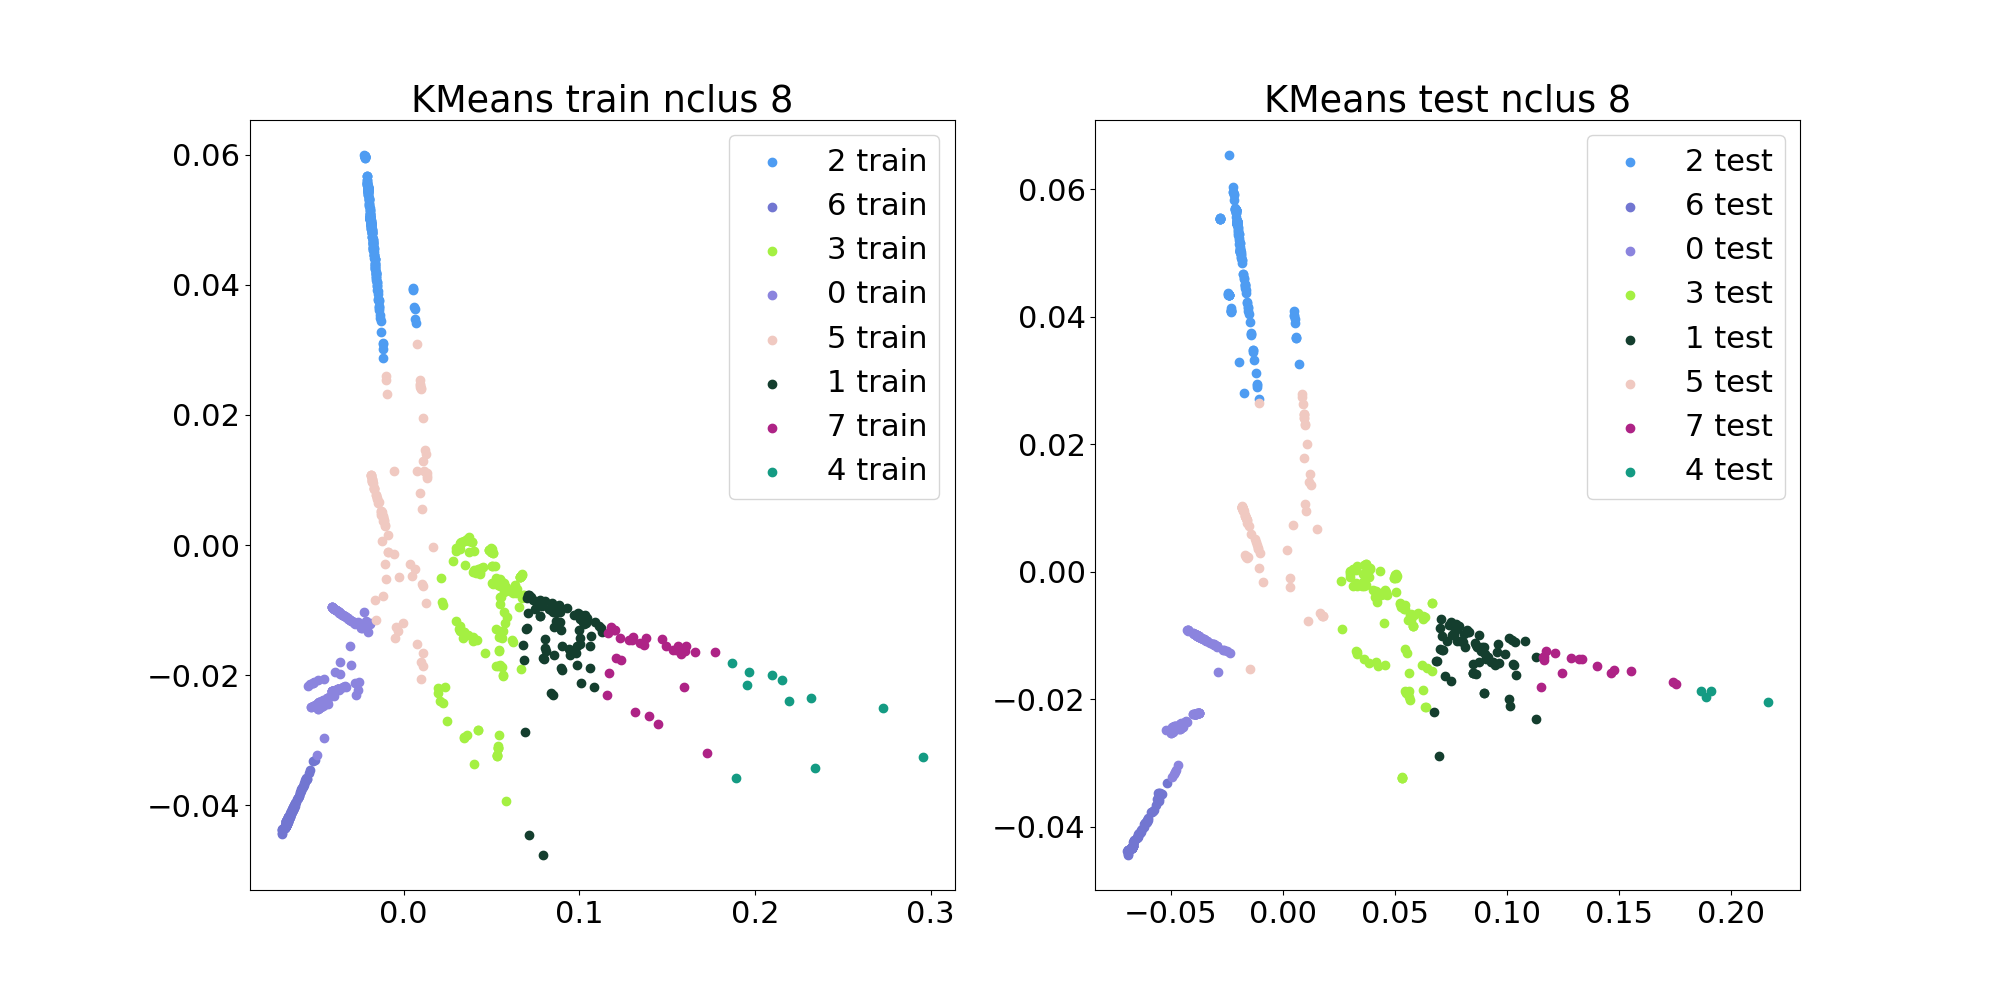 KMeans train nclus 8
0.06
0.04
0.02
0.00
−0.02
−0.04
0.0 0.1 0.2 0.3
2 train
6 train
3 train
0 train
5 train
1 train
7 train
4 train
KMeans test nclus 8
0.06
0.04
0.02
0.00
−0.02
−0.04
−0.05 0.00 0.05 0.10 0.15 0.20
2 test
6 test
0 test
3 test
1 test
5 test
7 test
4 test